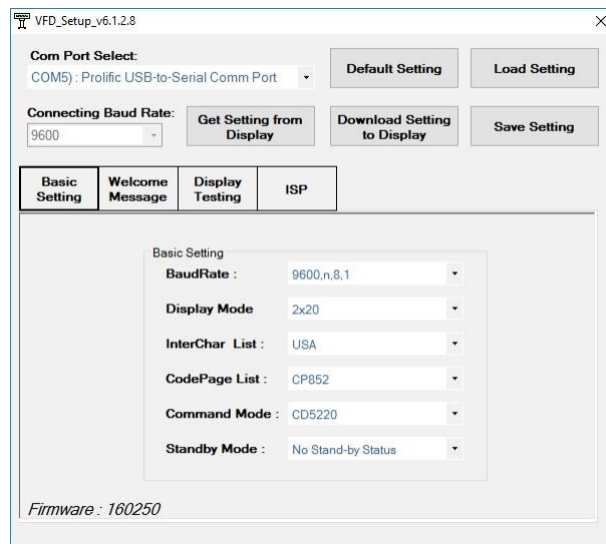 VFD_Setup_v6.1.2.8
Com Port Select:
COM5) : Prolific USB-to-Serial Comm Port
Default Setting
Load Setting
Connecting Baud Rate:
9600
Get Setting from
Display
Download Setting
to Display
Save Setting
Basic
Setting
Welcome
Message
Display
Testing
ISP
Basic Setting
BaudRate :
9600,n,8,1
Display Mode
2x20
InterChar List :
USA
CodePage List :
CP852
Command Mode :
CD5220
Standby Mode :
No Stand-by Status
Firmware : 160250